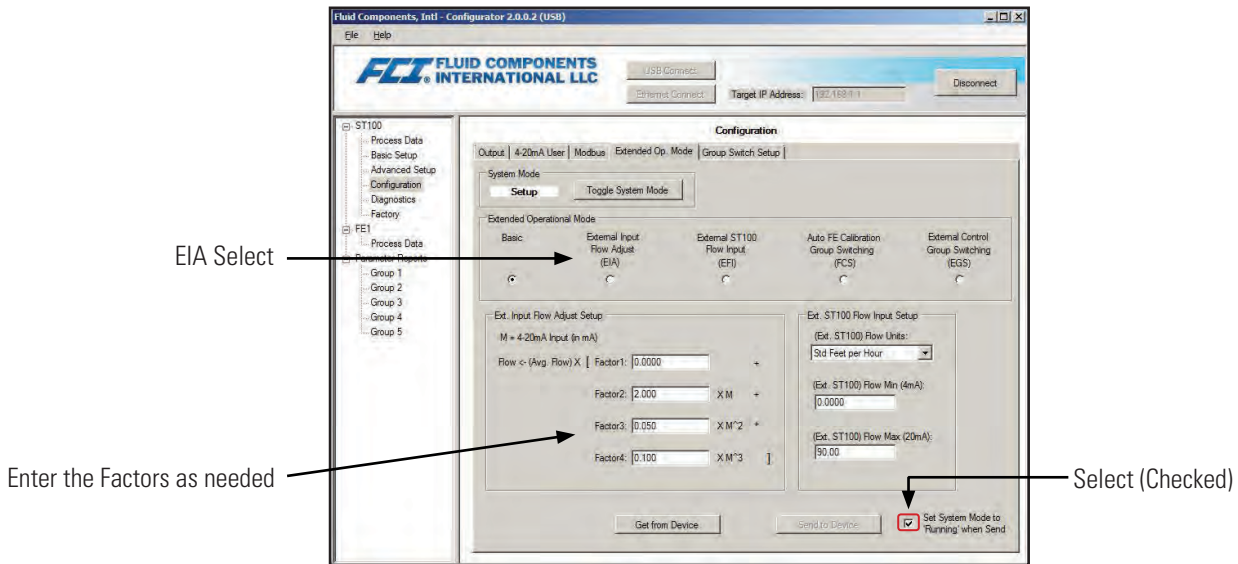 Fluid Components, Intl - Configurator 2.0.0.2 (USB)
File Help
FCI® FLUID COMPONENTS
INTERNATIONAL LLC
USB Connect
Ethernet Connect
Target IP Address: 192.168.1.1
Disconnect
ST100
Process Data
Basic Setup
Advanced Setup
Configuration
Diagnostics
Factory
FE1
Process Data
Parameter Reports
Group 1
Group 2
Group 3
Group 4
Group 5
Configuration
Output 4-20mA User Modbus Extended Op. Mode Group Switch Setup
System Mode
Setup
Toggle System Mode
Extended Operational Mode
Basic
External Input
Flow Adjust
(EIA)
External ST100
Flow Input
(EFI)
Auto FE Calibration
Group Switching
(FCS)
External Control
Group Switching
(EGS)
EIA Select
Ext. Input Flow Adjust Setup
M = 4-20mA Input (in mA)
Flow <- (Avg. Flow) X [ Factor1: 0.0000 +
Factor2: 2.000 X M +
Factor3: 0.050 X M^2 +
Factor4: 0.100 X M^3 ]
Enter the Factors as needed
Ext. ST100 Flow Input Setup
(Ext. ST100) Flow Units:
Std Feet per Hour
(Ext. ST100) Flow Min (4mA):
0.0000
(Ext. ST100) Flow Max (20mA):
90.00
Select (Checked)
Get from Device
Send to Device
Set System Mode to
'Running' when Send